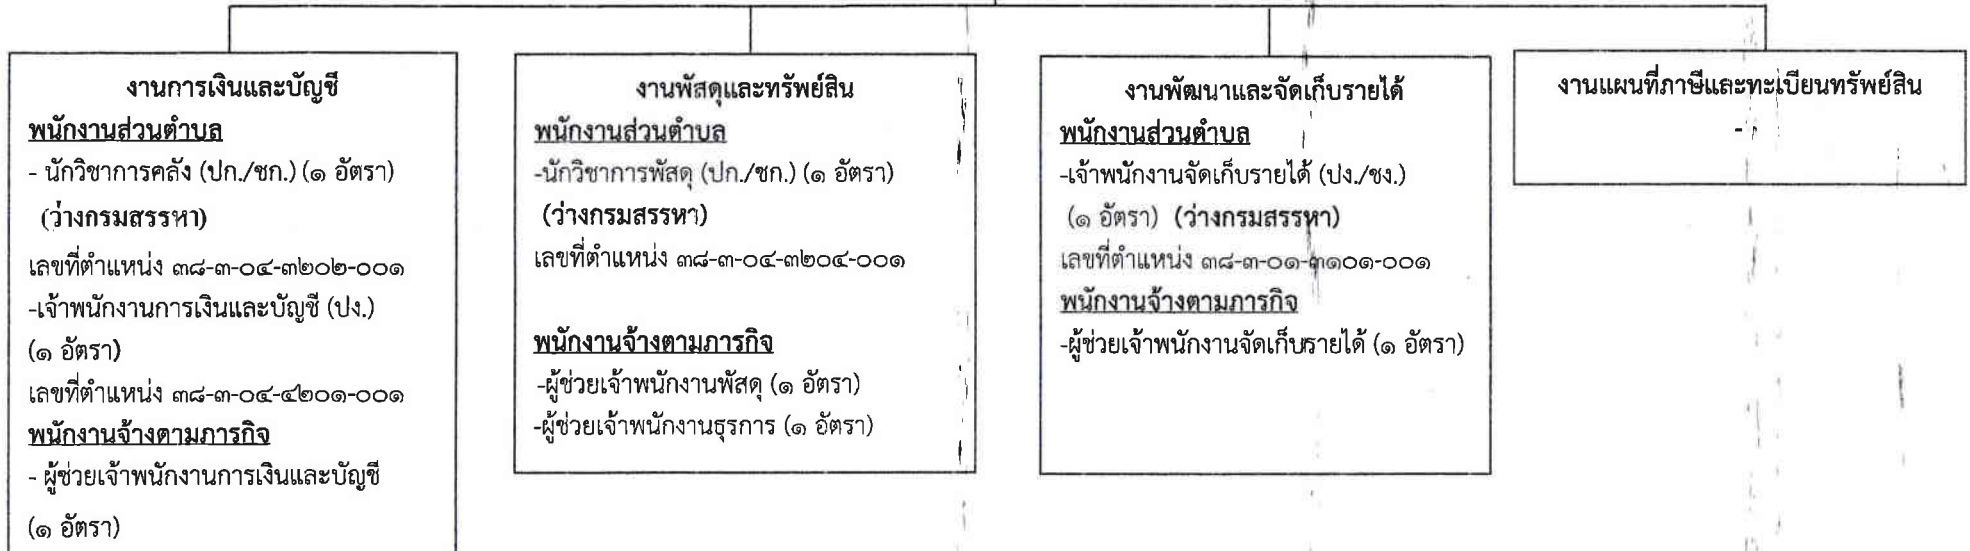 งานการเงินและบัญชี
พนักงานส่วนตำบล
- นักวิชาการคลัง (ปก./ชก.) (๑ อัตรา)
(ว่างกรมสรรหา)
เลขที่ตำแหน่ง ๓๘-๓-๐๔-๓๒๐๒-๐๐๑
-เจ้าพนักงานการเงินและบัญชี (ปง.)
(๑ อัตรา)
เลขที่ตำแหน่ง ๓๘-๓-๐๔-๔๒๐๑-๐๐๑
พนักงานจ้างตามภารกิจ
- ผู้ช่วยเจ้าพนักงานการเงินและบัญชี
(๑ อัตรา)
งานพัสดุและทรัพย์สิน
พนักงานส่วนตำบล
-นักวิชาการพัสดุ (ปก./ชก.) (๑ อัตรา)
(ว่างกรมสรรหา)
เลขที่ตำแหน่ง ๓๘-๓-๐๔-๓๒๐๔-๐๐๑
พนักงานจ้างตามภารกิจ
-ผู้ช่วยเจ้าพนักงานพัสดุ (๑ อัตรา)
-ผู้ช่วยเจ้าพนักงานธุรการ (๑ อัตรา)
งานพัฒนาและจัดเก็บรายได้
พนักงานส่วนตำบล
-เจ้าพนักงานจัดเก็บรายได้ (ปง./ชง.)
(๑ อัตรา) (ว่างกรมสรรหา)
เลขที่ตำแหน่ง ๓๘-๓-๐๑-๓๑๐๑-๐๐๑
พนักงานจ้างตามภารกิจ
-ผู้ช่วยเจ้าพนักงานจัดเก็บรายได้ (๑ อัตรา)
งานแผนที่ภาษีและทะเบียนทรัพย์สิน
-